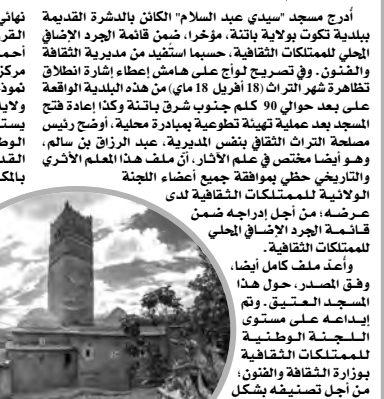 أدرج مسجد "سيدي عبد السلام" الكائن بالدشرة القديمة
ببلدية تكوت بولاية باتنة، مؤخرا، ضمن قائمة الجرد الإضافي
المحلي للممتلكات الثقافية، حسبما استُفيد من مديرية الثقافة
والفنون. وفي تصريح لوأج على هامش إعطاء إشارة انطلاق
تظاهرة شهر التراث (18 أفريل 18 ماي) من هذه البلدية الواقعة
على بعد حوالي 90 كلم جنوب شرق باتنة وكذا إعادة فتح
المسجد بعد عملية تهيئة تطوعية بمبادرة محلية، أوضح رئيس
مصلحة التراث الثقافي بنفس المديرية، عبد الرزاق بن سالم،
وهو أيضا مختص في علم الآثار، أن ملف هذا المعلم الأثري
والتاريخي حظي بموافقة جميع أعضاء اللجنة
الولائية للممتلكات الثقافية لدى
عرضه؛ من أجل إدراجه ضمن
قائمة الجرد الإضافي المحلي
للممتلكات الثقافية.
وأعدّ ملف كامل أيضا،
وفق المصدر، حول هذا
المسجد العتيق. وتم
إيداعه على مستوى
اللجنة الوطنية
للممتلكات الثقافية
بوزارة الثقافة والفنون؛
من أجل تصنيفه بشكل
نهائي
القر
أحم
مركز
نموذ
ولاية
يست
الوط
القد
بالمك